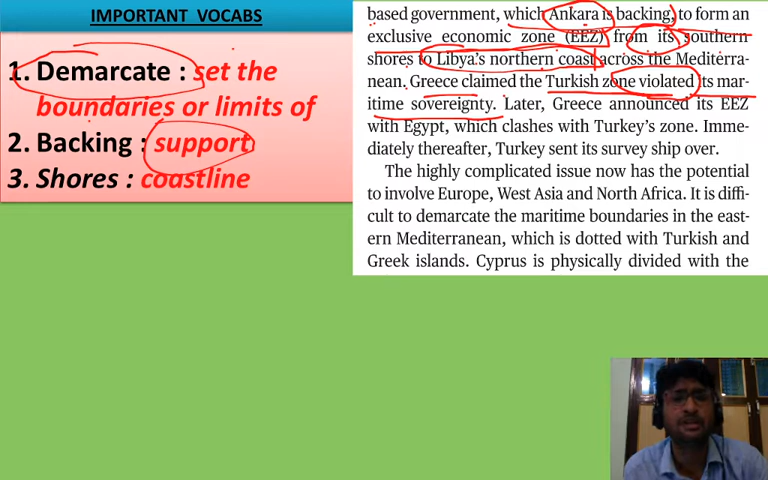 IMPORTANT VOCABS
1. Demarcate : set the
boundaries or limits of
2. Backing : support
3. Shores : coastline
based government, which Ankara is backing, to form an
exclusive economic zone (EEZ) from its southern
shores to Libya's northern coast across the Mediterra-
nean. Greece claimed the Turkish zone violated its mar-
itime sovereignty. Later, Greece announced its EEZ
with Egypt, which clashes with Turkey's zone. Imme-
diately thereafter, Turkey sent its survey ship over.
The highly complicated issue now has the potential
to involve Europe, West Asia and North Africa. It is diffi-
cult to demarcate the maritime boundaries in the east-
ern Mediterranean, which is dotted with Turkish and
Greek islands. Cyprus is physically divided with the